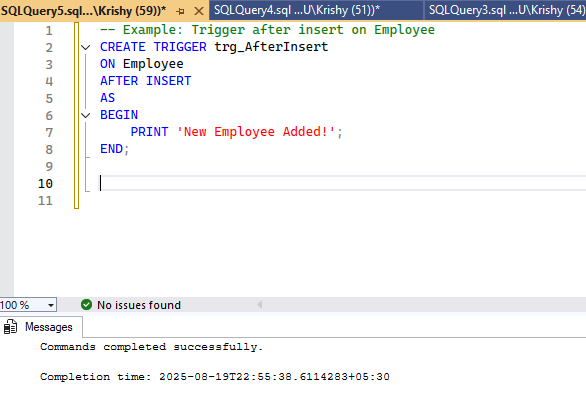 SQLQuery5.sql...\Krishy (59))* SQLQuery4.sql ...U\Krishy (51))* SQLQuery3.sql ...U\Krishy (54)
1 -- Example: Trigger after insert on Employee
2 CREATE TRIGGER trg_AfterInsert
3 ON Employee
4 AFTER INSERT
5 AS
6 BEGIN
7 PRINT 'New Employee Added!';
8 END;
9
10
11
100 % No issues found
Messages
Commands completed successfully.
Completion time: 2025-08-19T22:55:38.6114283+05:30